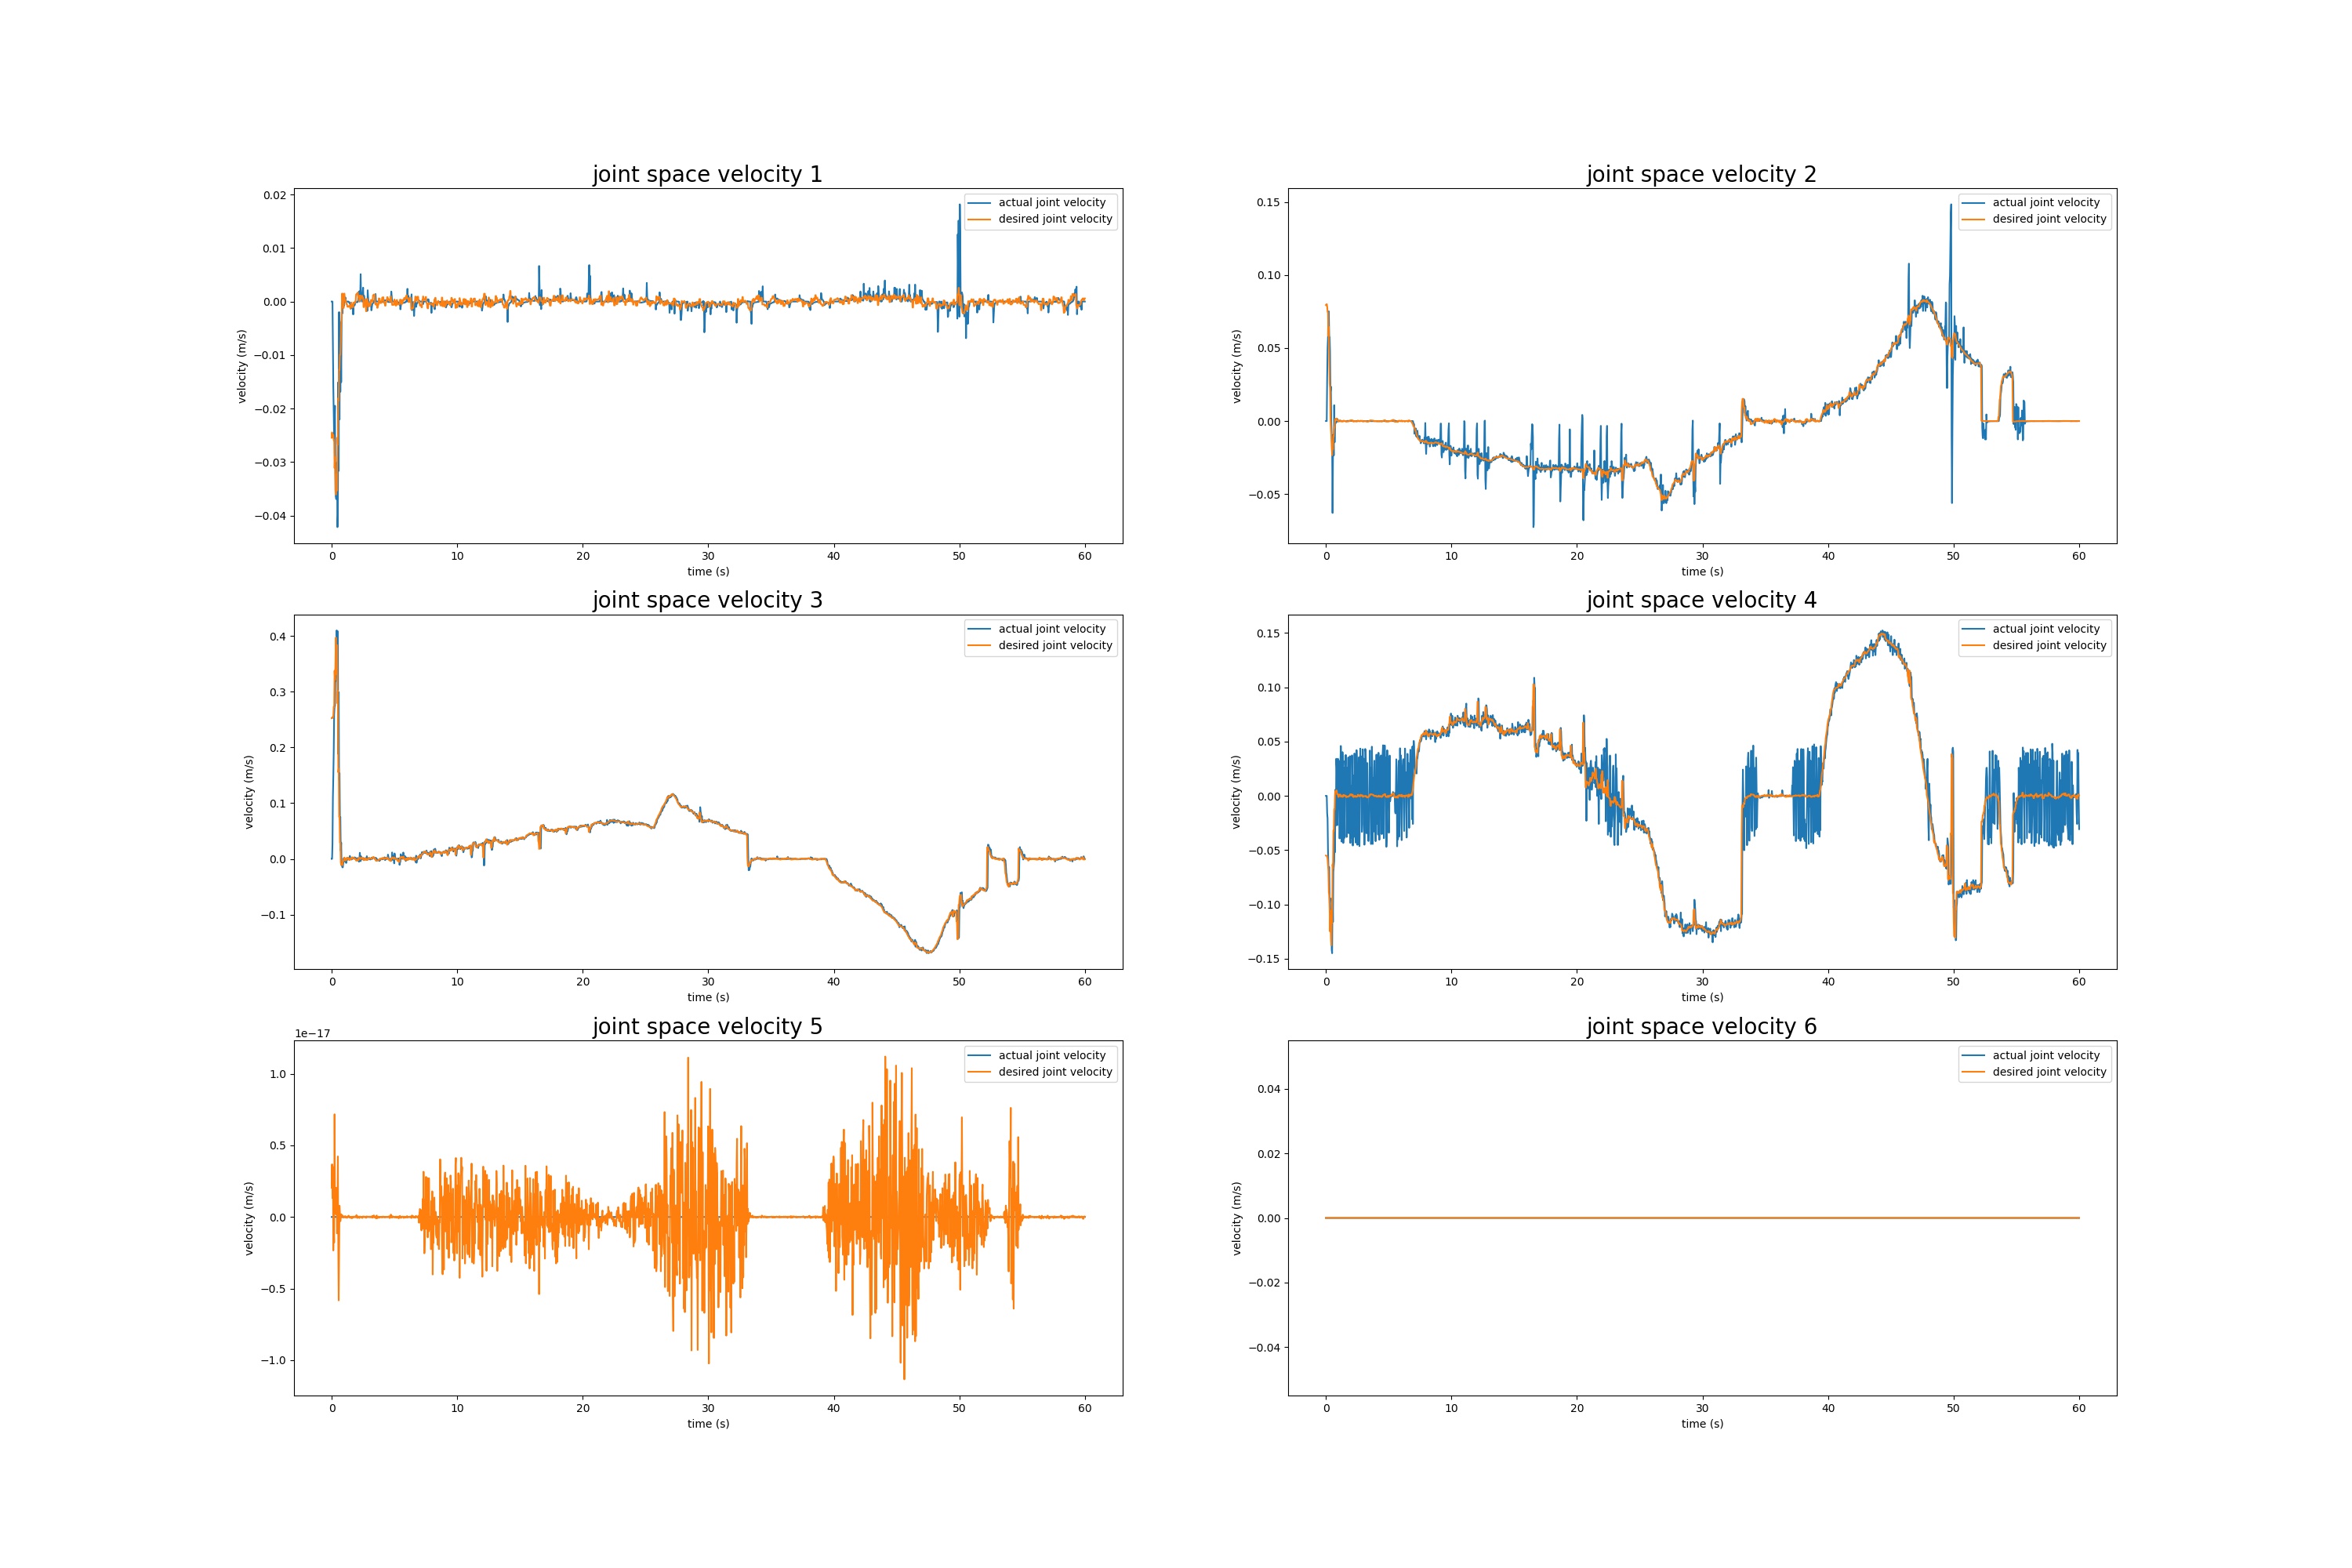 joint space velocity 1
0.02
0.01
0.00
−0.01
−0.02
−0.03
−0.04
velocity (m/s)
actual joint velocity
desired joint velocity
0 10 20 30 40 50 60
time (s)
joint space velocity 2
0.15
0.10
0.05
0.00
−0.05
velocity (m/s)
actual joint velocity
desired joint velocity
0 10 20 30 40 50 60
time (s)
joint space velocity 3
0.4
0.3
0.2
0.1
0.0
−0.1
velocity (m/s)
actual joint velocity
desired joint velocity
0 10 20 30 40 50 60
time (s)
joint space velocity 4
0.15
0.10
0.05
0.00
−0.05
−0.10
−0.15
velocity (m/s)
actual joint velocity
desired joint velocity
0 10 20 30 40 50 60
time (s)
joint space velocity 5
1e−17
1.0
0.5
0.0
−0.5
−1.0
velocity (m/s)
actual joint velocity
desired joint velocity
0 10 20 30 40 50 60
time (s)
joint space velocity 6
0.04
0.02
0.00
−0.02
−0.04
velocity (m/s)
actual joint velocity
desired joint velocity
0 10 20 30 40 50 60
time (s)